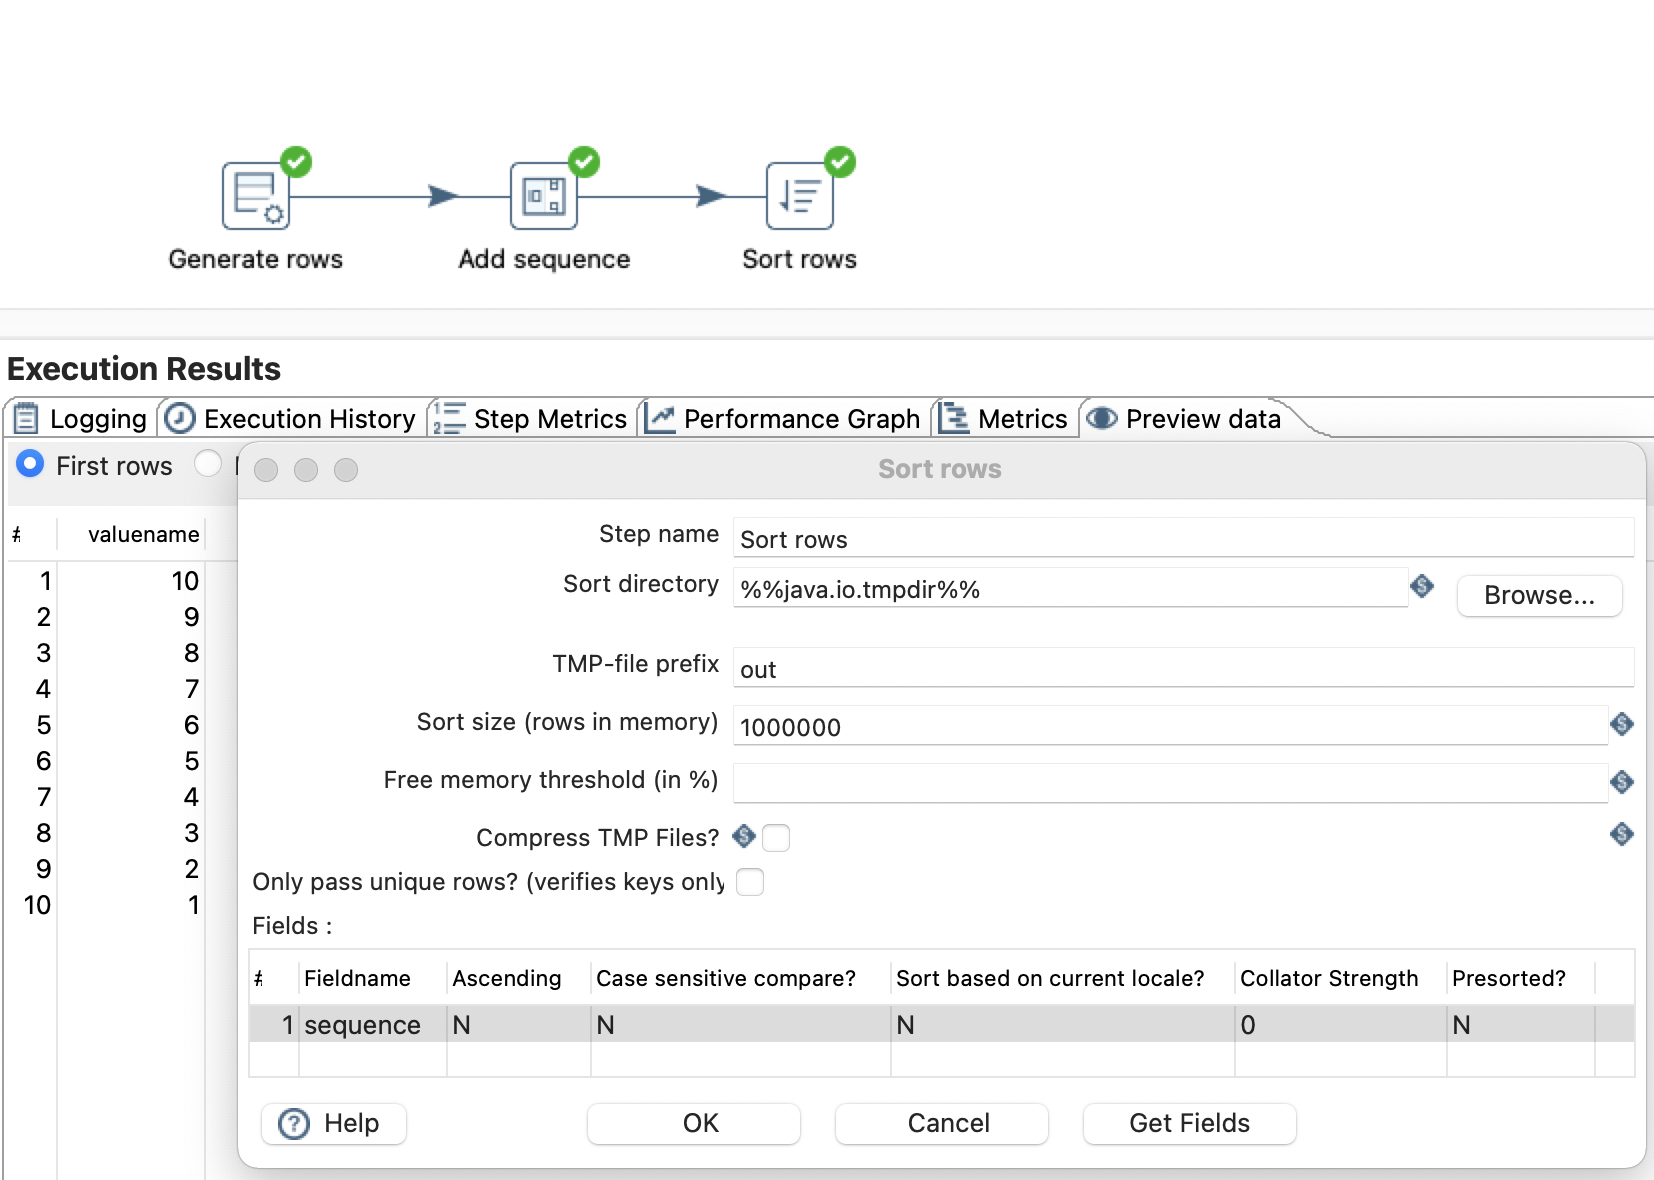 Generate rows Add sequence Sort rows
Execution Results
Logging Execution History Step Metrics Performance Graph Metrics Preview data
First rows
# valuename
1 10
2 9
3 8
4 7
5 6
6 5
7 4
8 3
9 2
10 1
Sort rows
Step name Sort rows
Sort directory %%java.io.tmpdir%% Browse...
TMP-file prefix out
Sort size (rows in memory) 1000000
Free memory threshold (in %)
Compress TMP Files?
Only pass unique rows? (verifies keys only
Fields :
# Fieldname Ascending Case sensitive compare? Sort based on current locale? Collator Strength Presorted?
1 sequence N N N 0 N
Help OK Cancel Get Fields